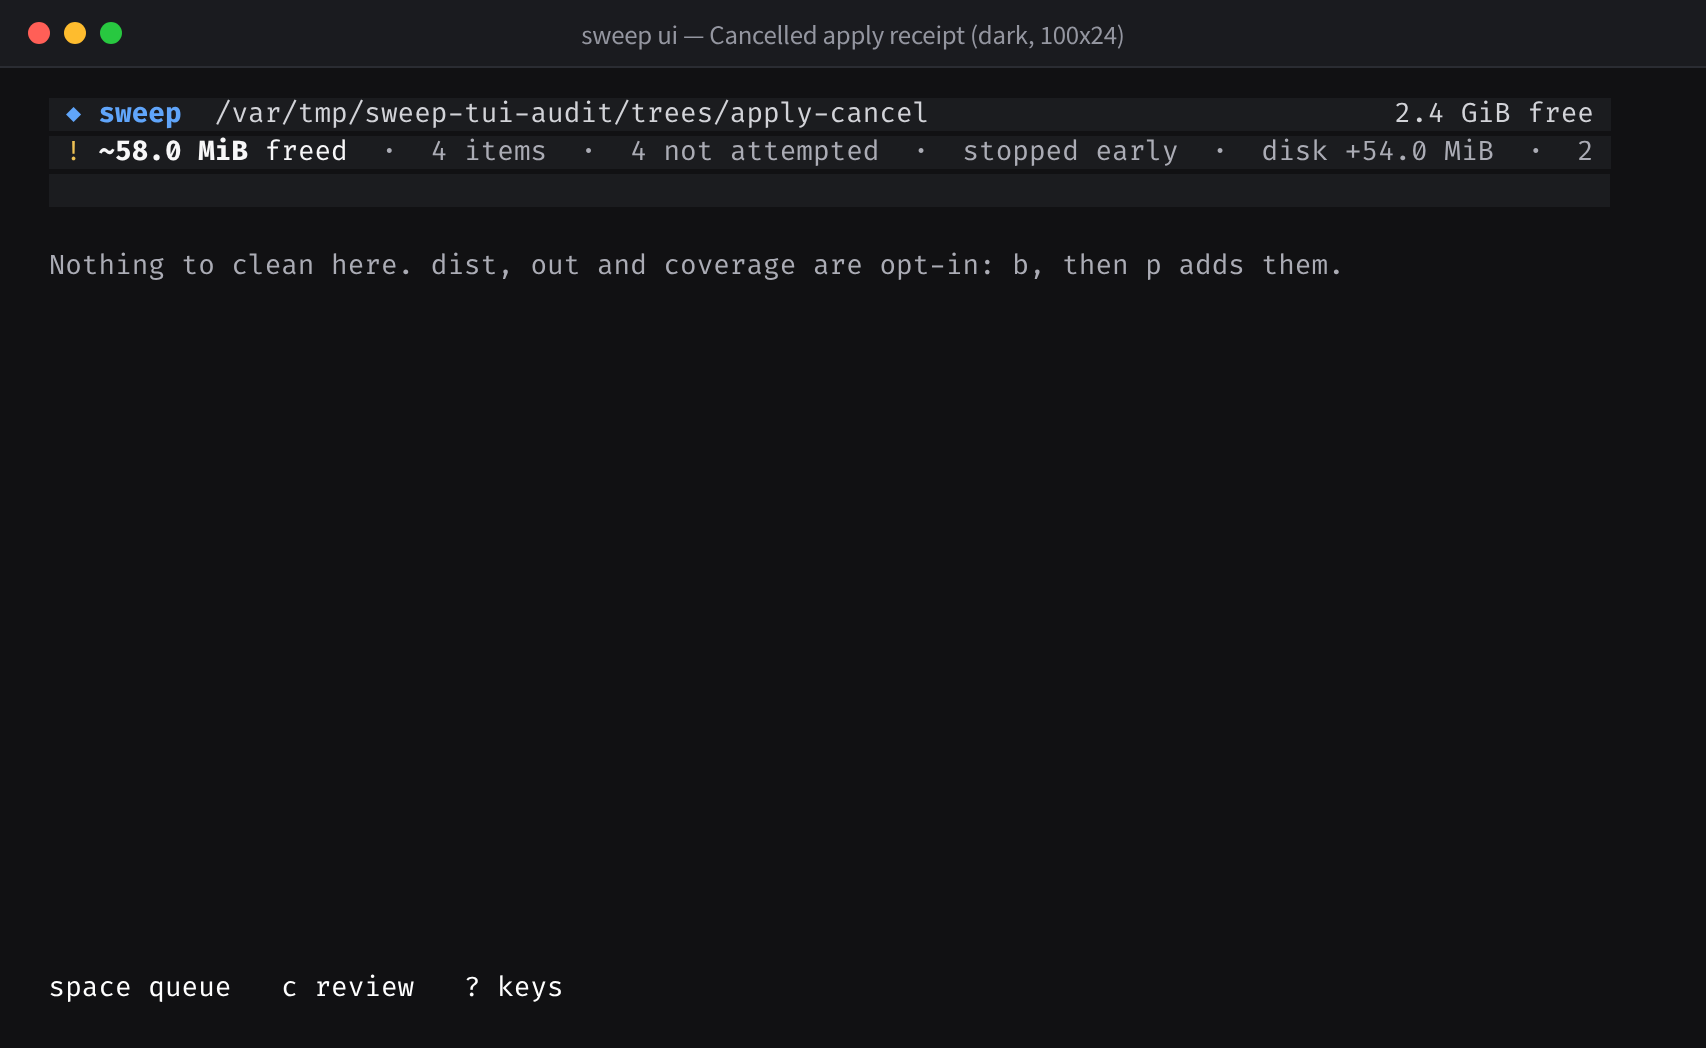 sweep ui — Cancelled apply receipt (dark, 100x24)
◆ sweep /var/tmp/sweep-tui-audit/trees/apply-cancel 2.4 GiB free
! ~58.0 MiB freed · 4 items · 4 not attempted · stopped early · disk +54.0 MiB · 2
Nothing to clean here. dist, out and coverage are opt-in: b, then p adds them.
space queue c review ? keys